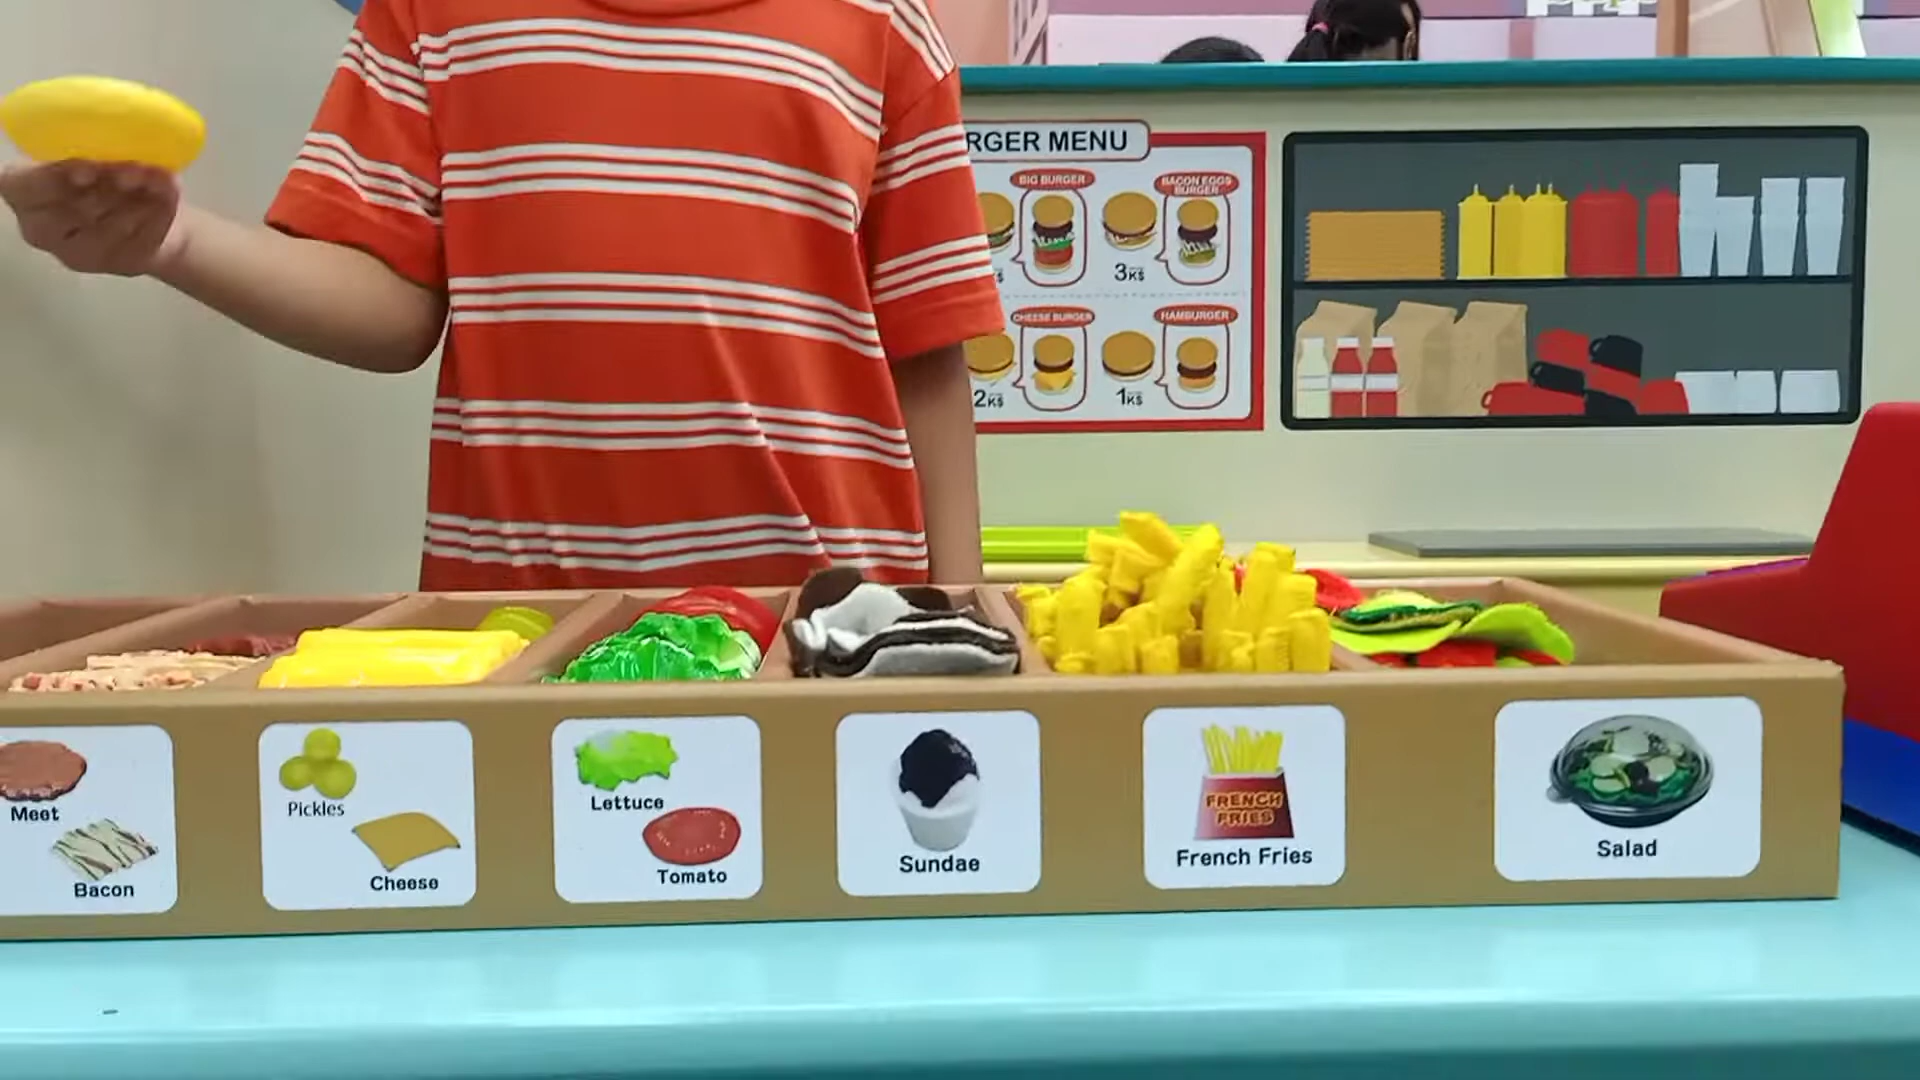 RGER MENU
BIG BURGER
BACON EGGS
BURGER
3K$
CHEESE BURGER
HAMBURGER
2K$
1K$
Meet
Bacon
Pickles
Cheese
Lettuce
Tomato
Sundae
FRENCH
FRIES
French Fries
Salad